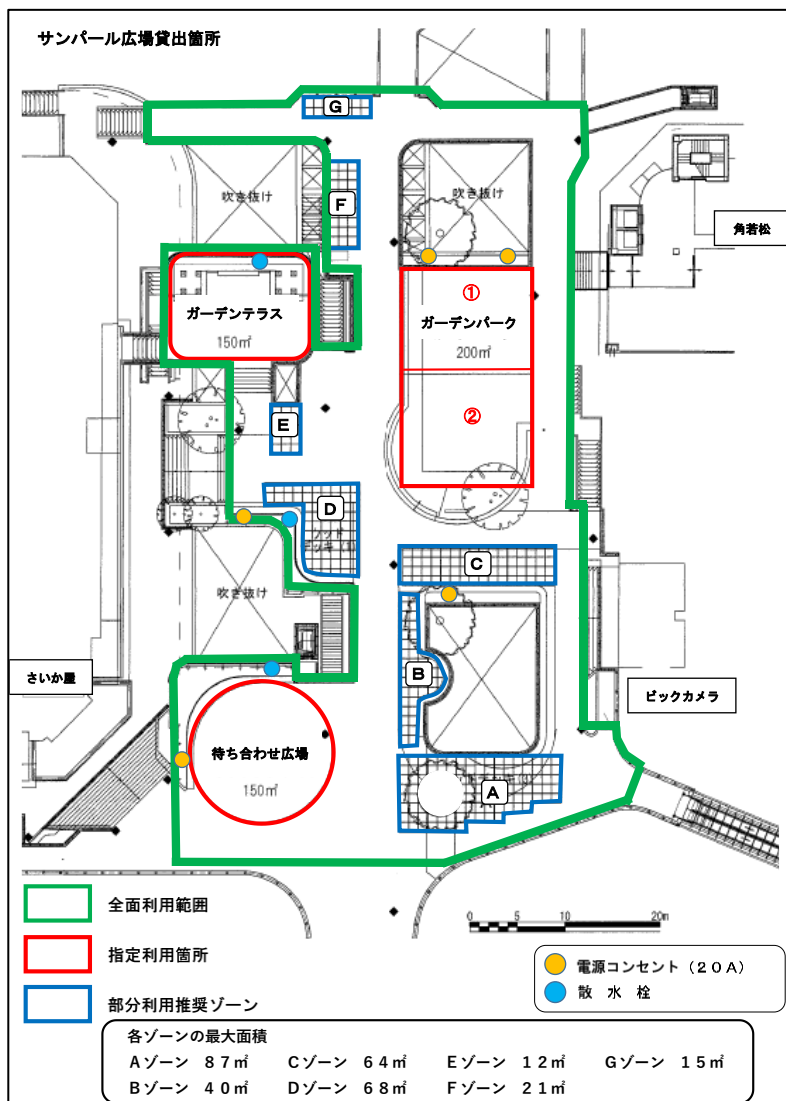 サンパール広場貸出箇所
G
吹き抜け
F
吹き抜け
角若松
ガーデンテラス
150㎡
①
ガーデンパーク
200㎡
②
E
D
ウッド
デッキ(1)
C
吹き抜け
さいか屋
B
ビックカメラ
待ち合わせ広場
150㎡
A
全面利用範囲
0 5 10 20m
指定利用箇所
電源コンセント（２０Ａ）
散 水 栓
部分利用推奨ゾーン
各ゾーンの最大面積
Ａゾーン ８７㎡ Ｃゾーン ６４㎡ Ｅゾーン １２㎡ Ｇゾーン １５㎡
Ｂゾーン ４０㎡ Ｄゾーン ６８㎡ Ｆゾーン ２１㎡